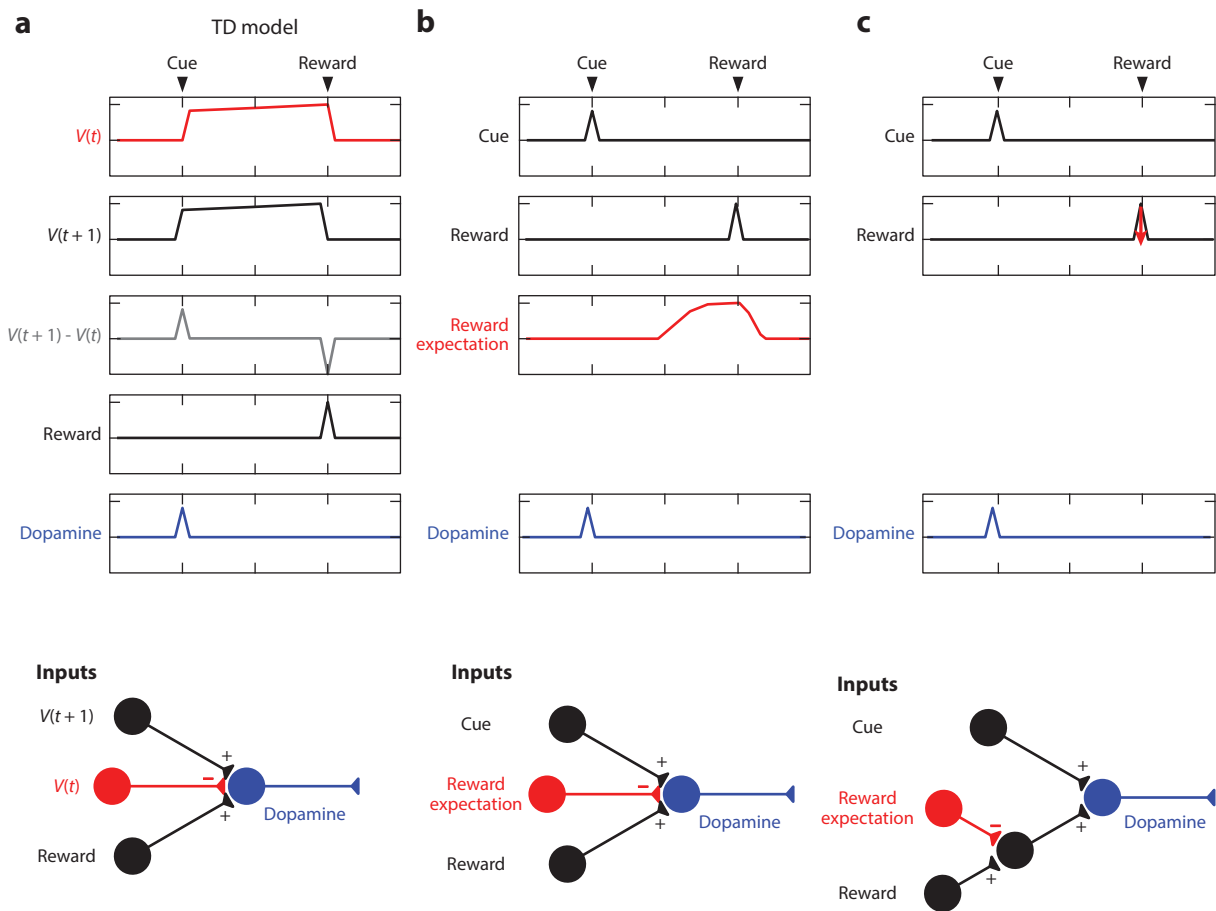 a
TD model
Cue
Reward
V(t)
V(t + 1)
V(t + 1) - V(t)
Reward
Dopamine
Inputs
V(t + 1)
+
V(t)
–
+
Dopamine
Reward
b
Cue
Reward
Cue
Reward
Reward
expectation
Dopamine
Inputs
Cue
+
Reward
expectation
–
+
Dopamine
Reward
c
Cue
Reward
Cue
Reward
Dopamine
Inputs
Cue
+
Reward
expectation
–
+
Dopamine
Reward
+